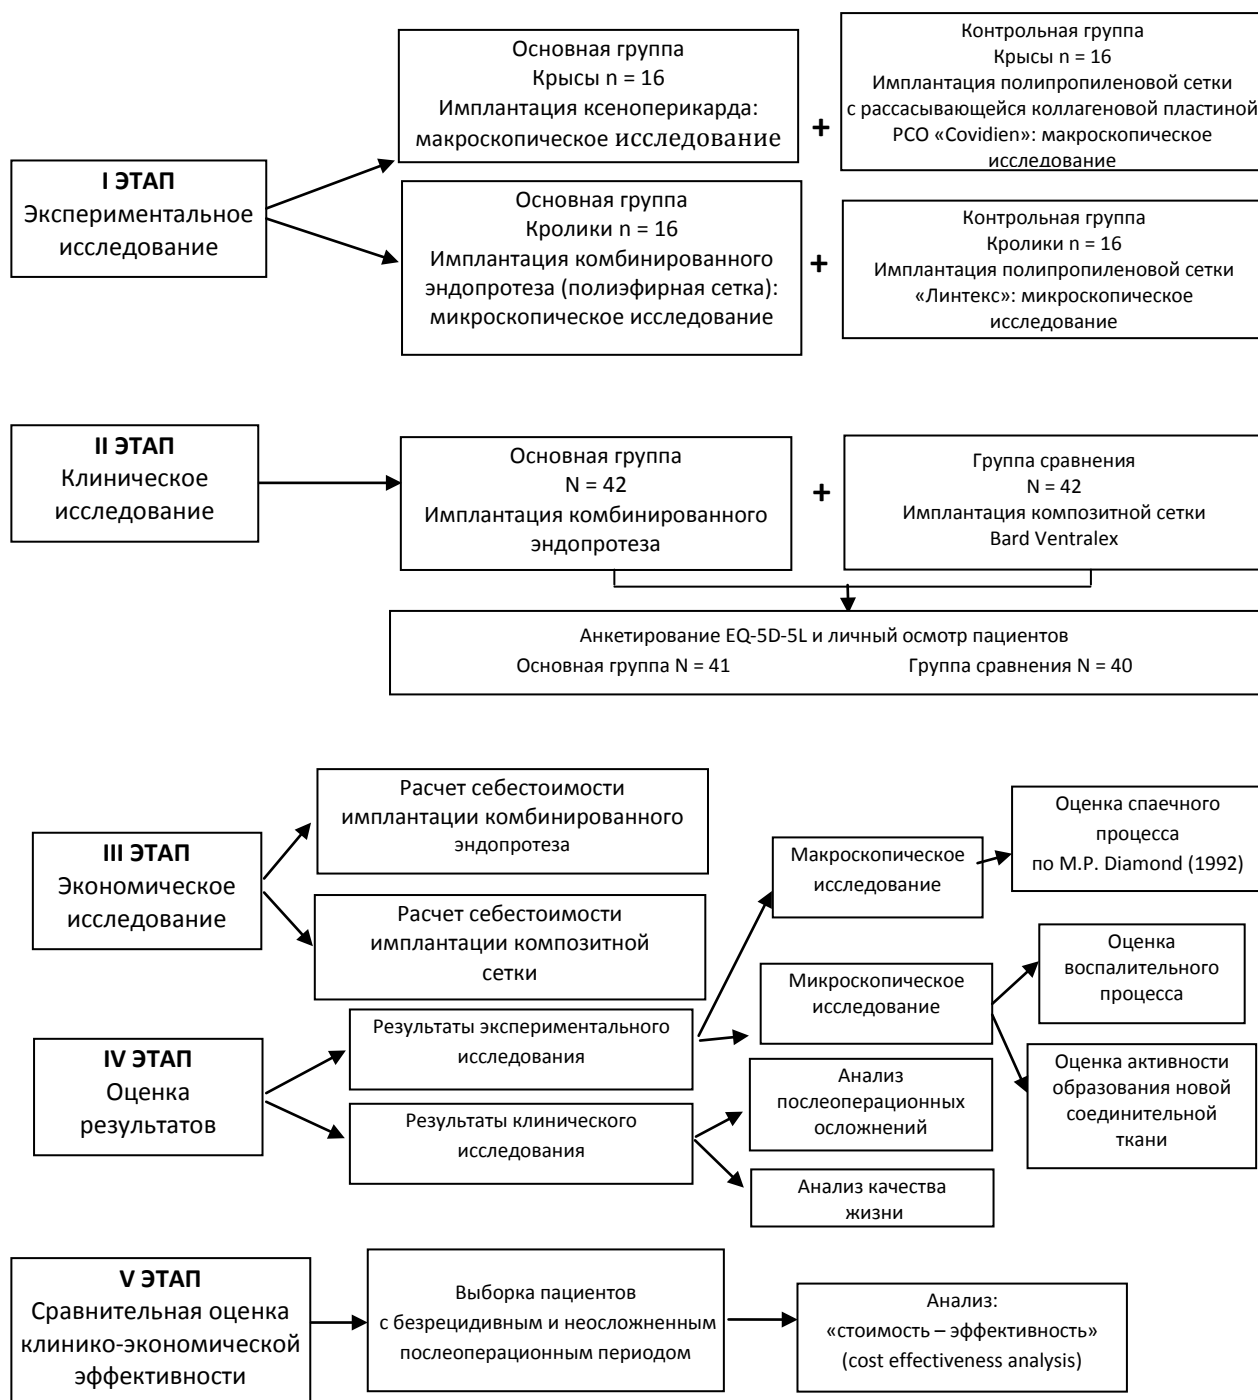 I ЭТАП
Экспериментальное
исследование
Основная группа
Крысы n = 16
Имплантация ксеноперикарда:
макроскопическое исследование
+
Контрольная группа
Крысы n = 16
Имплантация полипропиленовой сетки
с рассасывающейся коллагеновой пластиной
PCO «Covidien»: макроскопическое
исследование
Основная группа
Кролики n = 16
Имплантация комбинированного
эндопротеза (полиэфирная сетка):
микроскопическое исследование
+
Контрольная группа
Кролики n = 16
Имплантация полипропиленовой сетки
«Линтекс»: микроскопическое
исследование
II ЭТАП
Клиническое
исследование
Основная группа
N = 42
Имплантация комбинированного
эндопротеза
+
Группа сравнения
N = 42
Имплантация композитной сетки
Bard Ventralex
Анкетирование EQ-5D-5L и личный осмотр пациентов
Основная группа N = 41 Группа сравнения N = 40
III ЭТАП
Экономическое
исследование
Расчет себестоимости
имплантации комбинированного
эндопротеза
Расчет себестоимости
имплантации композитной
сетки
IV ЭТАП
Оценка
результатов
Результаты экспериментального
исследования
Результаты клинического
исследования
Макроскопическое
исследование
Оценка спаечного
процесса
по M.P. Diamond (1992)
Микроскопическое
исследование
Оценка
воспалительного
процесса
Оценка активности
образования новой
соединительной
ткани
Анализ
послеоперационных
осложнений
Анализ качества
жизни
V ЭТАП
Сравнительная оценка
клинико-экономической
эффективности
Выборка пациентов
с безрецидивным и неосложненным
послеоперационным периодом
Анализ:
«стоимость – эффективность»
(cost effectiveness analysis)